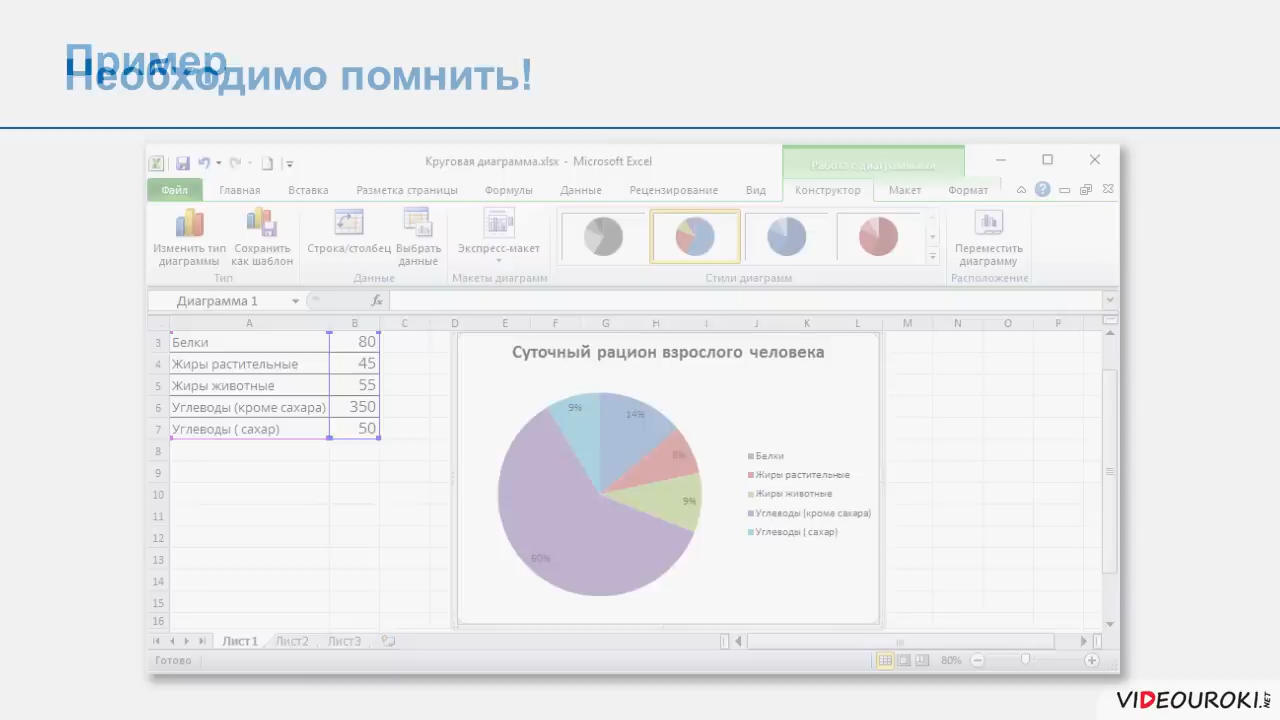 Пример
Необходимо помнить!
Круговая диаграмма.xlsx - Microsoft Excel
Работа с диаграммами
Файл Главная Вставка Разметка страницы Формулы Данные Рецензирование Вид Конструктор Макет Формат
Изменить тип диаграммы
Сохранить как шаблон
Строка/столбец
Выбрать данные
Экспресс-макет
Переместить диаграмму
Тип Данные Макеты диаграмм Стили диаграмм Расположение
Диаграмма 1 fx
A B C D E F G H I J K L M N O P
3 Белки 80
4 Жиры растительные 45
5 Жиры животные 55
6 Углеводы (кроме сахара) 350
7 Углеводы ( сахар) 50
8
9
10
11
12
13
14
15
16
Суточный рацион взрослого человека
9% 14%
8%
9%
60%
Белки
Жиры растительные
Жиры животные
Углеводы (кроме сахара)
Углеводы ( сахар)
Лист1 Лист2 Лист3
Готово 80%
VIDEOUROKI.NET